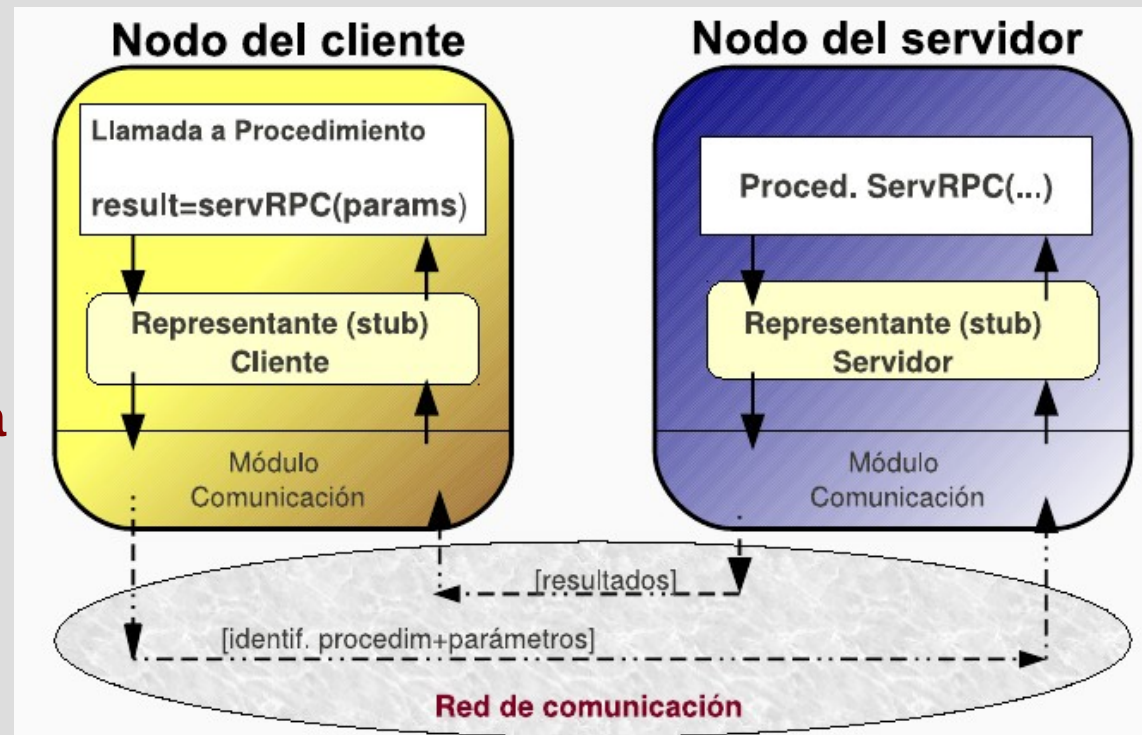 Nodo del cliente
Llamada a Procedimiento
result=servRPC(params)
Representante (stub)
Cliente
Módulo
Comunicación
Nodo del servidor
Proced. ServRPC(...)
Representante (stub)
Servidor
Módulo
Comunicación
[resultados]
[identif. procedim+parámetros]
Red de comunicación